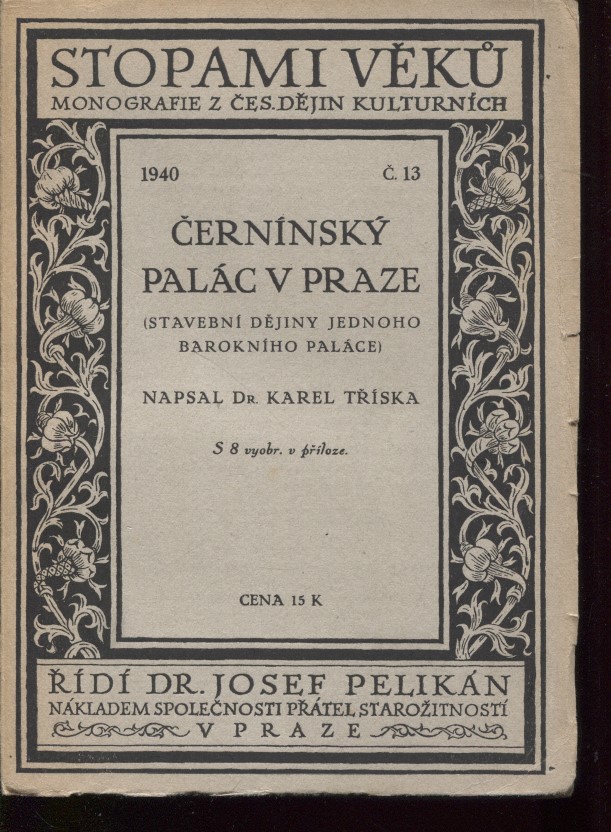 STOPAMI VĚKŮ
MONOGRAFIE Z ČES. DĚJIN KULTURNÍCH
1940 Č. 13
ČERNÍNSKÝ
PALÁC V PRAZE
(STAVEBNÍ DĚJINY JEDNOHO
BAROKNÍHO PALÁCE)
NAPSAL DR. KAREL TŘÍSKA
S 8 vyobr. v příloze.
CENA 15 K
ŘÍDÍ DR. JOSEF PELIKÁN
NÁKLADEM SPOLEČNOSTI PŘÁTEL STAROŽITNOSTÍ
V PRAZE